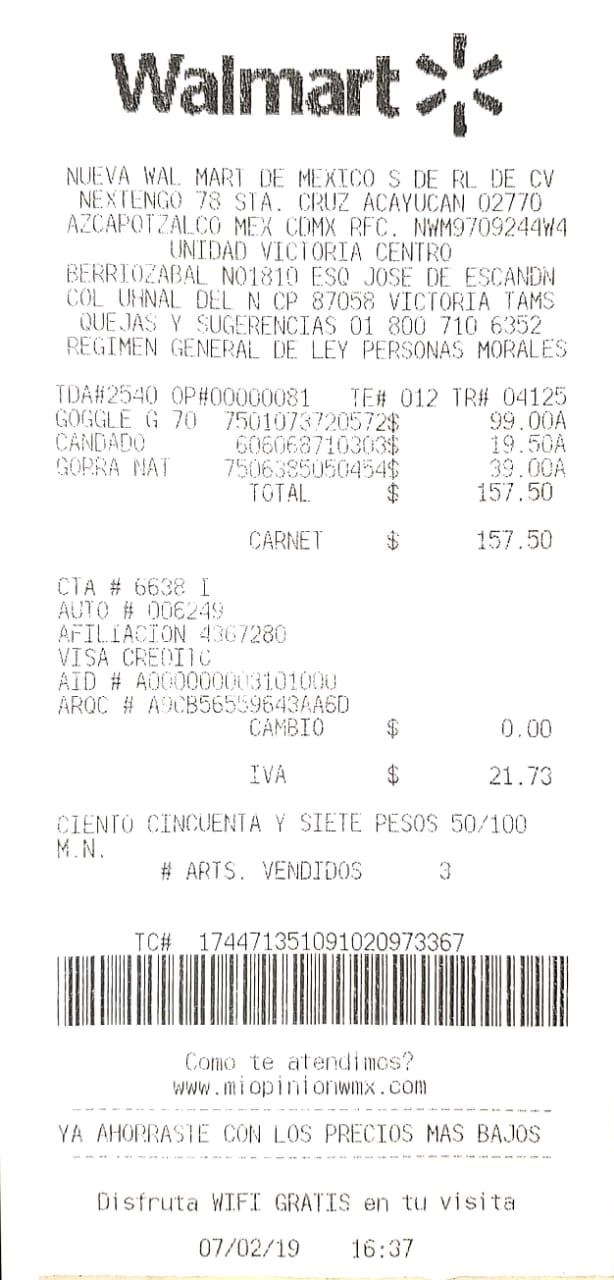 Walmart
NUEVA WAL MART DE MEXICO S DE RL DE CV
NEXTENGO 78 STA. CRUZ ACAYUCAN 02770
AZCAPOTZALCO MEX CDMX RFC. NWM9709244W4
UNIDAD VICTORIA CENTRO
BERRIOZABAL NO1810 ESQ JOSE DE ESCANDN
COL UHNAL DEL N CP 87058 VICTORIA TAMS
QUEJAS Y SUGERENCIAS 01 800 710 6352
REGIMEN GENERAL DE LEY PERSONAS MORALES
TDA#2540 OP#00000081 TE# 012 TR# 04125
GOGGLE G 70 7501073720572$ 99.00A
CANDADO 606068710303$ 19.50A
GORRA NAT 7506385050454$ 39.00A
TOTAL $ 157.50
CARNET $ 157.50
CTA # 6638 I
AUTO # 006249
AFILIACION 4367280
VISA CREDITO
AID # A0000000031010000
ARQC # A9CB56559643AA6D
CAMBIO $ 0.00
IVA $ 21.73
CIENTO CINCUENTA Y SIETE PESOS 50/100
M.N.
# ARTS. VENDIDOS 3
TC# 174471351091020973367
Como te atendimos?
www.miopinionwmx.com
YA AHORRASTE CON LOS PRECIOS MAS BAJOS
Disfruta WIFI GRATIS en tu visita
07/02/19 16:37